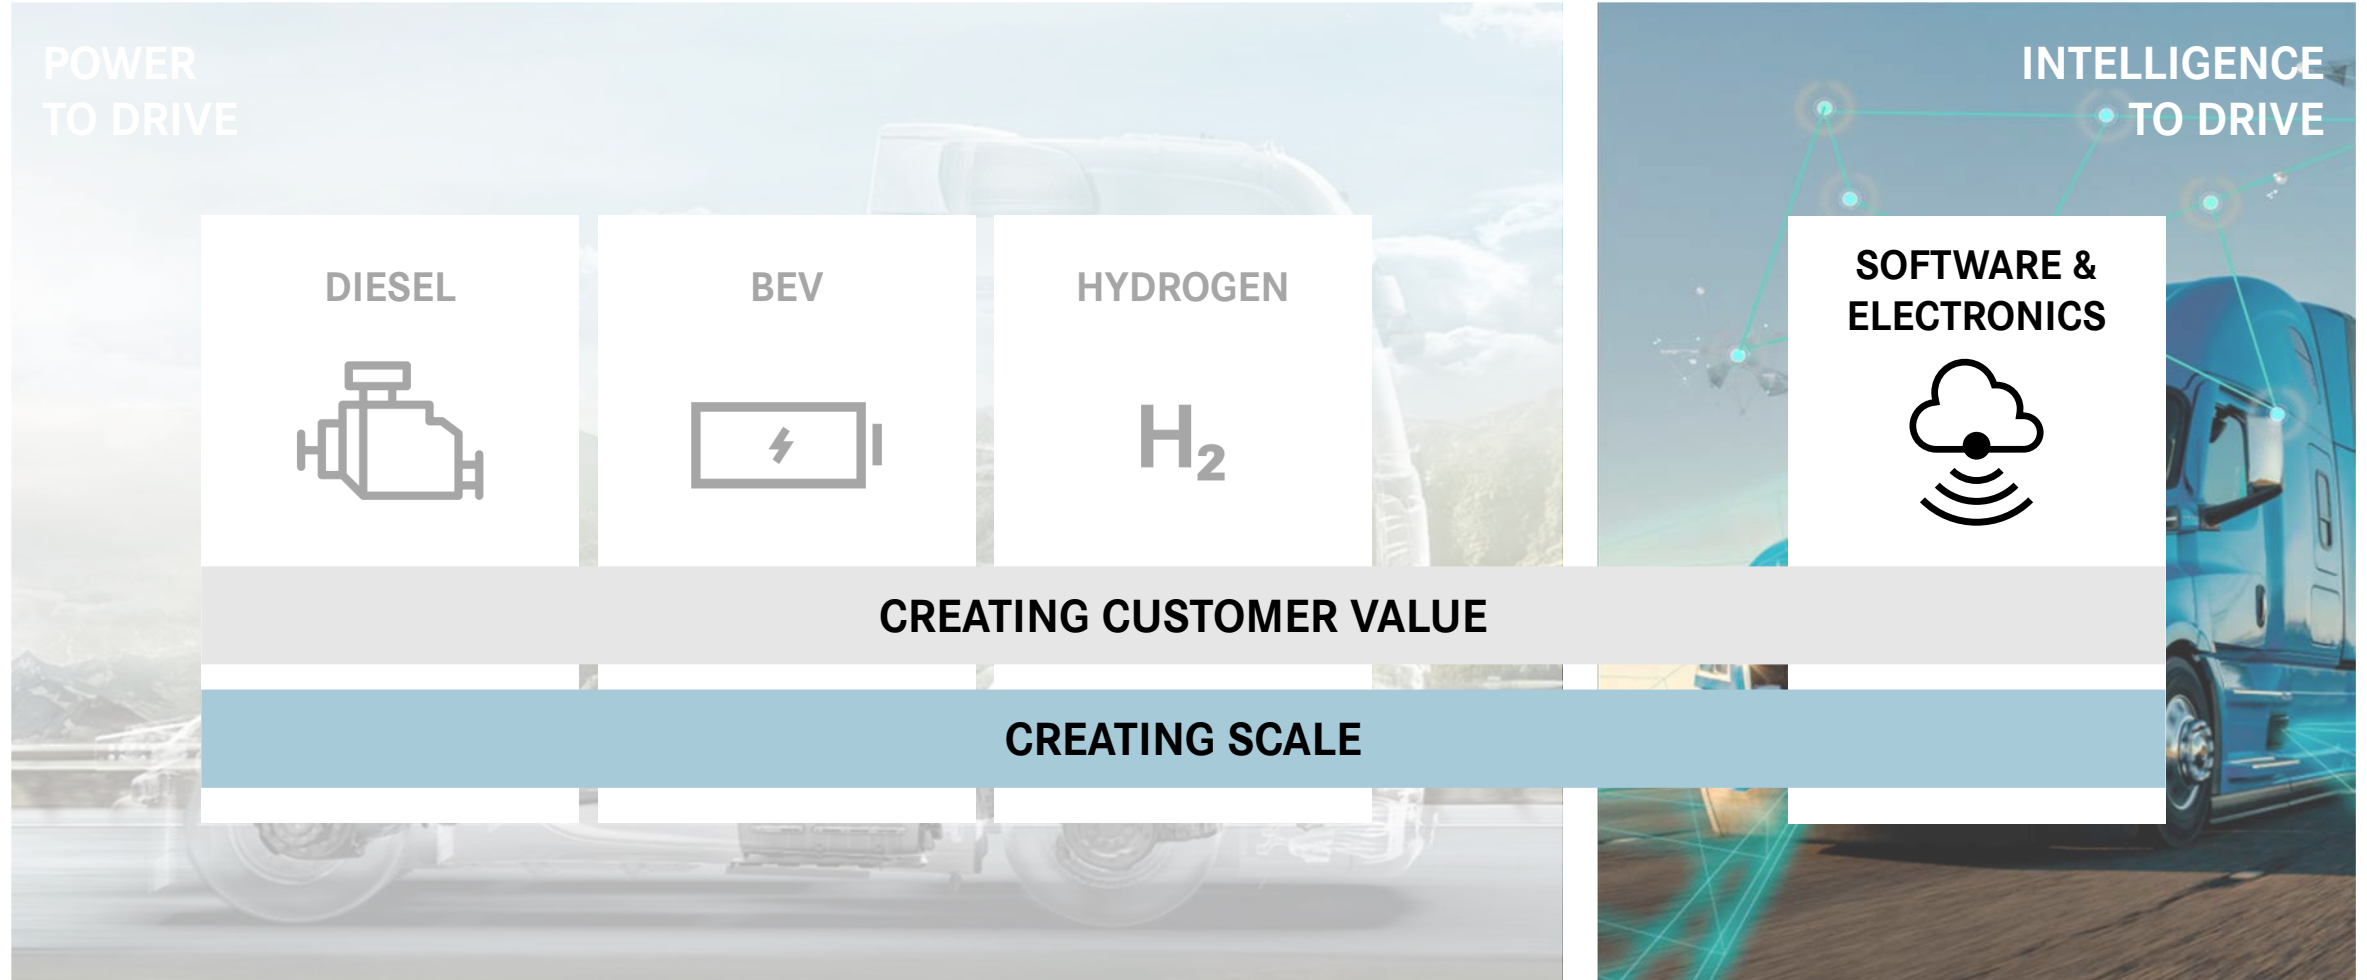 POWER
TO DRIVE
INTELLIGENCE
TO DRIVE
DIESEL
BEV
HYDROGEN
H₂
SOFTWARE &
ELECTRONICS
CREATING CUSTOMER VALUE
CREATING SCALE